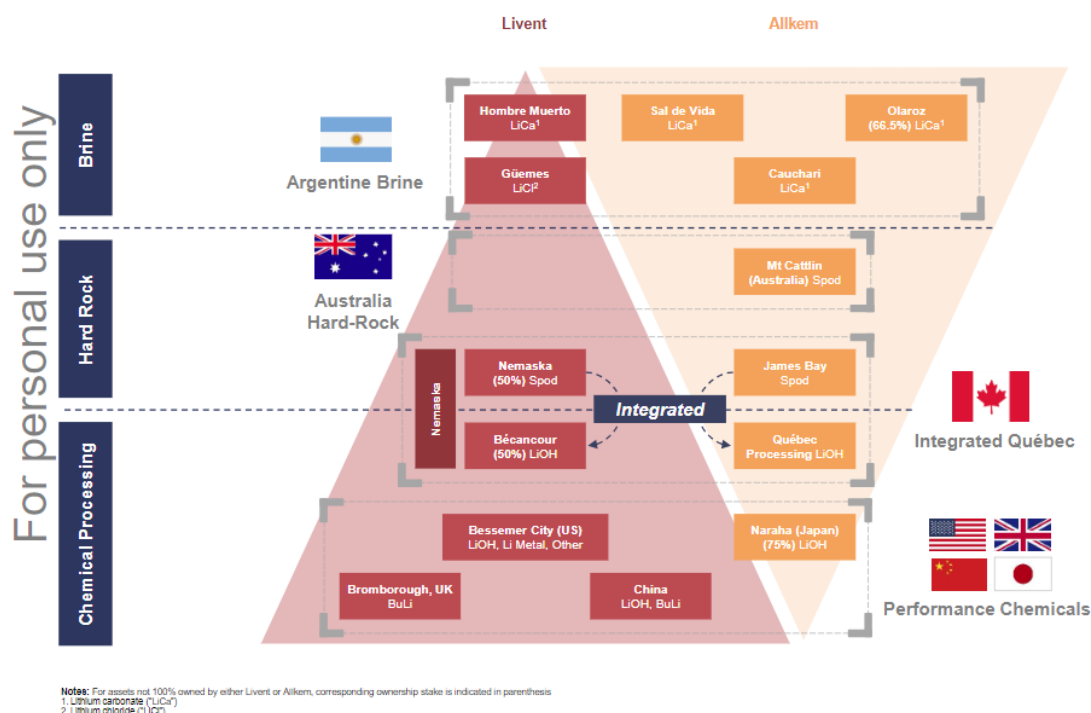 Livent
Allkem
For personal use only
Brine
Hombre Muerto
LiCa1
Sal de Vida
LiCa1
Olaroz
(66.5%) LiCa1
Argentine Brine
Güemes
LiCl2
Cauchari
LiCa1
Hard Rock
Australia
Hard-Rock
Mt Cattlin
(Australia) Spod
Nemaska
Nemaska
(50%) Spod
James Bay
Spod
Integrated
Bécancour
(50%) LiOH
Québec
Processing LiOH
Integrated Québec
Chemical Processing
Bessemer City (US)
LiOH, Li Metal, Other
Naraha (Japan)
(75%) LiOH
Bromborough, UK
BuLi
China
LiOH, BuLi
Performance Chemicals
Notes: For assets not 100% owned by either Livent or Allkem, corresponding ownership stake is indicated in parenthesis
1. Lithium carbonate ("LiCa")
2. Lithium chloride ("LiCl")